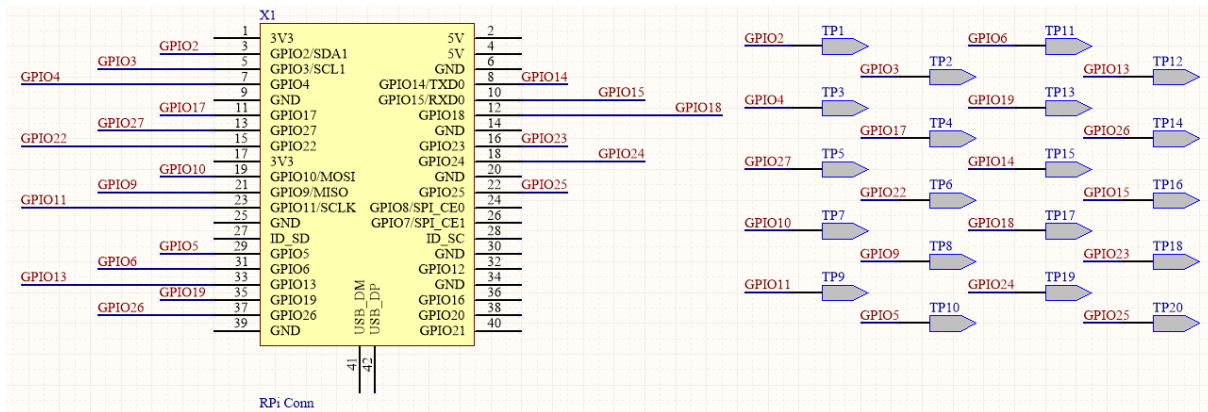 X1
1 3V3 5V 2
GPIO2 3 GPIO2/SDA1 5V 4
GPIO3 5 GPIO3/SCL1 GND 6
GPIO4 7 GPIO4 GPIO14/TXD0 8 GPIO14
9 GND GPIO15/RXD0 10 GPIO15
GPIO17 11 GPIO17 GPIO18 12 GPIO18
GPIO27 13 GPIO27 GND 14
GPIO22 15 GPIO22 GPIO23 16 GPIO23
17 3V3 GPIO24 18 GPIO24
GPIO10 19 GPIO10/MOSI GND 20
GPIO9 21 GPIO9/MISO GPIO25 22 GPIO25
GPIO11 23 GPIO11/SCLK GPIO8/SPI_CE0 24
25 GND GPIO7/SPI_CE1 26
27 ID_SD ID_SC 28
GPIO5 29 GPIO5 GND 30
GPIO6 31 GPIO6 GPIO12 32
GPIO13 33 GPIO13 GND 34
GPIO19 35 GPIO19 GPIO16 36
GPIO26 37 GPIO26 GPIO20 38
39 GND GPIO21 40
USB_DM
USB_DP
41
42
RPi Conn
GPIO2 TP1
GPIO3 TP2
GPIO4 TP3
GPIO17 TP4
GPIO27 TP5
GPIO22 TP6
GPIO10 TP7
GPIO9 TP8
GPIO11 TP9
GPIO5 TP10
GPIO6 TP11
GPIO13 TP12
GPIO19 TP13
GPIO26 TP14
GPIO14 TP15
GPIO15 TP16
GPIO18 TP17
GPIO23 TP18
GPIO24 TP19
GPIO25 TP20